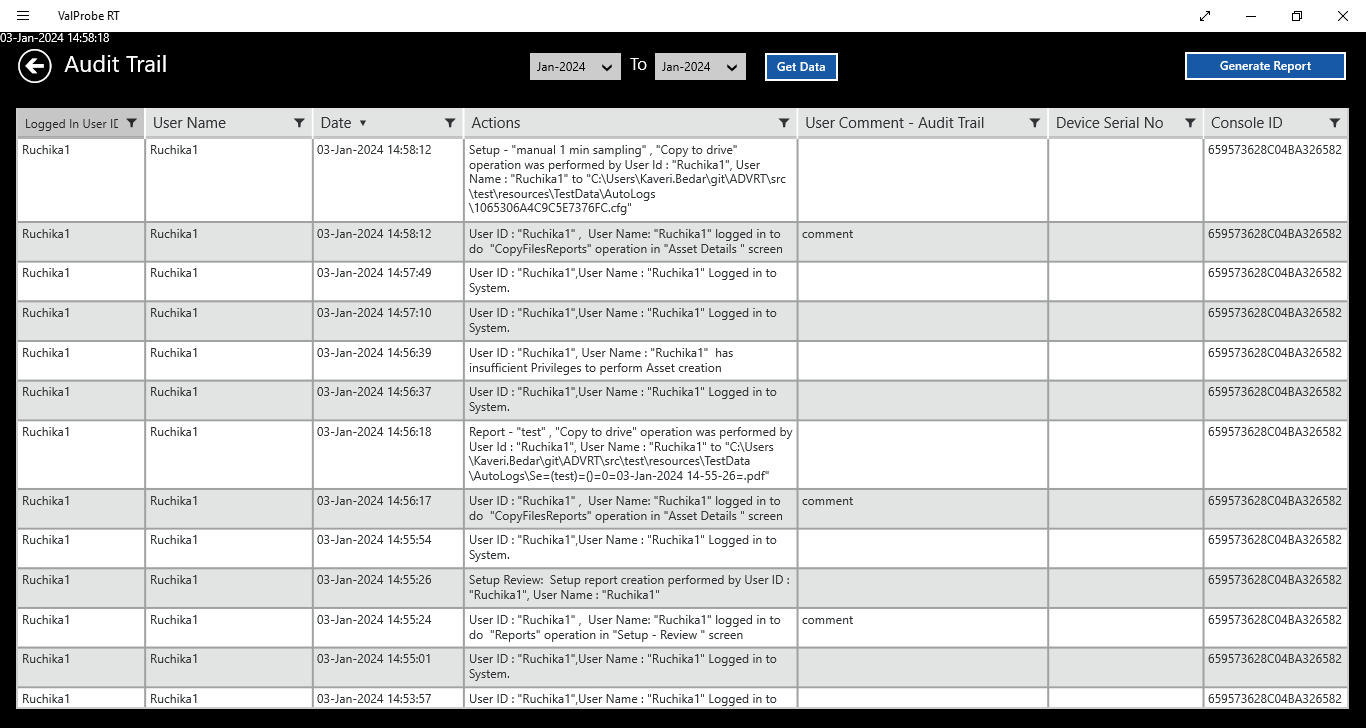 ValProbe RT
03-Jan-2024 14:58:18
Audit Trail
Jan-2024 To Jan-2024 Get Data Generate Report
Logged In User ID User Name Date Actions User Comment - Audit Trail Device Serial No Console ID
Ruchika1 Ruchika1 03-Jan-2024 14:58:12 Setup - "manual 1 min sampling" , "Copy to drive" 659573628C04BA326582
operation was performed by User Id : "Ruchika1", User
Name : "Ruchika1" to "C:\Users\Kaveri.Bedar\git\ADVRT\src
\test\resources\TestData\AutoLogs
\1065306A4C9C5E7376FC.cfg"
Ruchika1 Ruchika1 03-Jan-2024 14:58:12 User ID : "Ruchika1" ,  User Name: "Ruchika1" logged in to comment 659573628C04BA326582
do  "CopyFilesReports" operation in "Asset Details " screen
Ruchika1 Ruchika1 03-Jan-2024 14:57:49 User ID : "Ruchika1",User Name : "Ruchika1" Logged in to 659573628C04BA326582
System.
Ruchika1 Ruchika1 03-Jan-2024 14:57:10 User ID : "Ruchika1",User Name : "Ruchika1" Logged in to 659573628C04BA326582
System.
Ruchika1 Ruchika1 03-Jan-2024 14:56:39 User ID : "Ruchika1", User Name : "Ruchika1"  has 659573628C04BA326582
insufficient Privileges to perform Asset creation
Ruchika1 Ruchika1 03-Jan-2024 14:56:37 User ID : "Ruchika1",User Name : "Ruchika1" Logged in to 659573628C04BA326582
System.
Ruchika1 Ruchika1 03-Jan-2024 14:56:18 Report - "test" , "Copy to drive" operation was performed by 659573628C04BA326582
User Id : "Ruchika1", User Name : "Ruchika1" to "C:\Users
\Kaveri.Bedar\git\ADVRT\src\test\resources\TestData
\AutoLogs\Se=(test)=()=0=03-Jan-2024 14-55-26=.pdf"
Ruchika1 Ruchika1 03-Jan-2024 14:56:17 User ID : "Ruchika1" ,  User Name: "Ruchika1" logged in to comment 659573628C04BA326582
do  "CopyFilesReports" operation in "Asset Details " screen
Ruchika1 Ruchika1 03-Jan-2024 14:55:54 User ID : "Ruchika1",User Name : "Ruchika1" Logged in to 659573628C04BA326582
System.
Ruchika1 Ruchika1 03-Jan-2024 14:55:26 Setup Review:  Setup report creation performed by User ID : 659573628C04BA326582
"Ruchika1", User Name : "Ruchika1"
Ruchika1 Ruchika1 03-Jan-2024 14:55:24 User ID : "Ruchika1" ,  User Name: "Ruchika1" logged in to comment 659573628C04BA326582
do  "Reports" operation in "Setup - Review " screen
Ruchika1 Ruchika1 03-Jan-2024 14:55:01 User ID : "Ruchika1",User Name : "Ruchika1" Logged in to 659573628C04BA326582
System.
Ruchika1 Ruchika1 03-Jan-2024 14:53:57 User ID : "Ruchika1",User Name : "Ruchika1" Logged in to 659573628C04BA326582